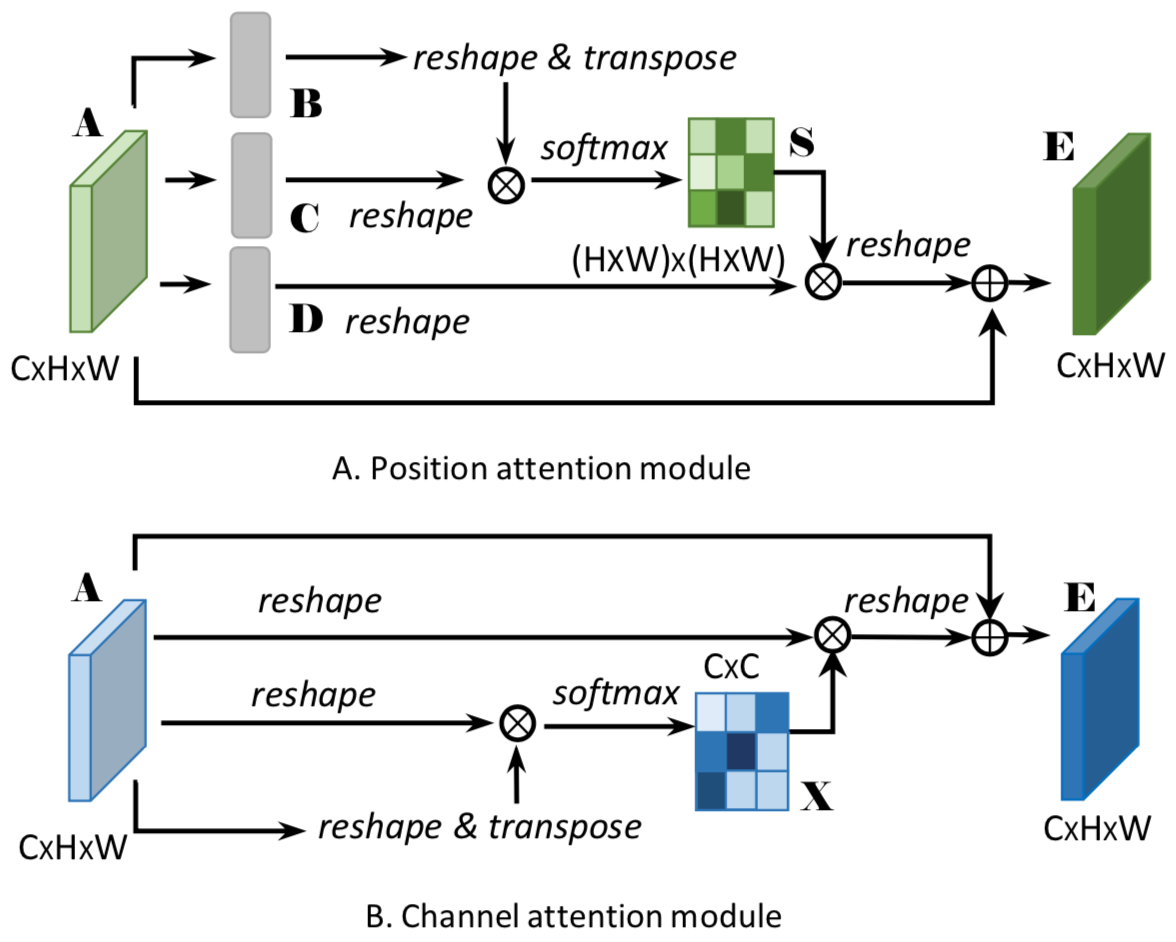 reshape & transpose
B
A
S
E
softmax
C
reshape
(HxW)x(HxW)
reshape
D
reshape
CxHxW
CxHxW
A. Position attention module
A
reshape
reshape
E
CxC
reshape
softmax
X
reshape & transpose
CxHxW
CxHxW
B. Channel attention module